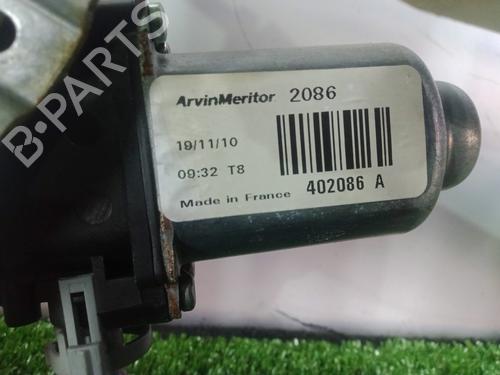 ArvinMeritor 2086
19/11/10
09:32 T8
Made in France
402086 A
B-PARTS